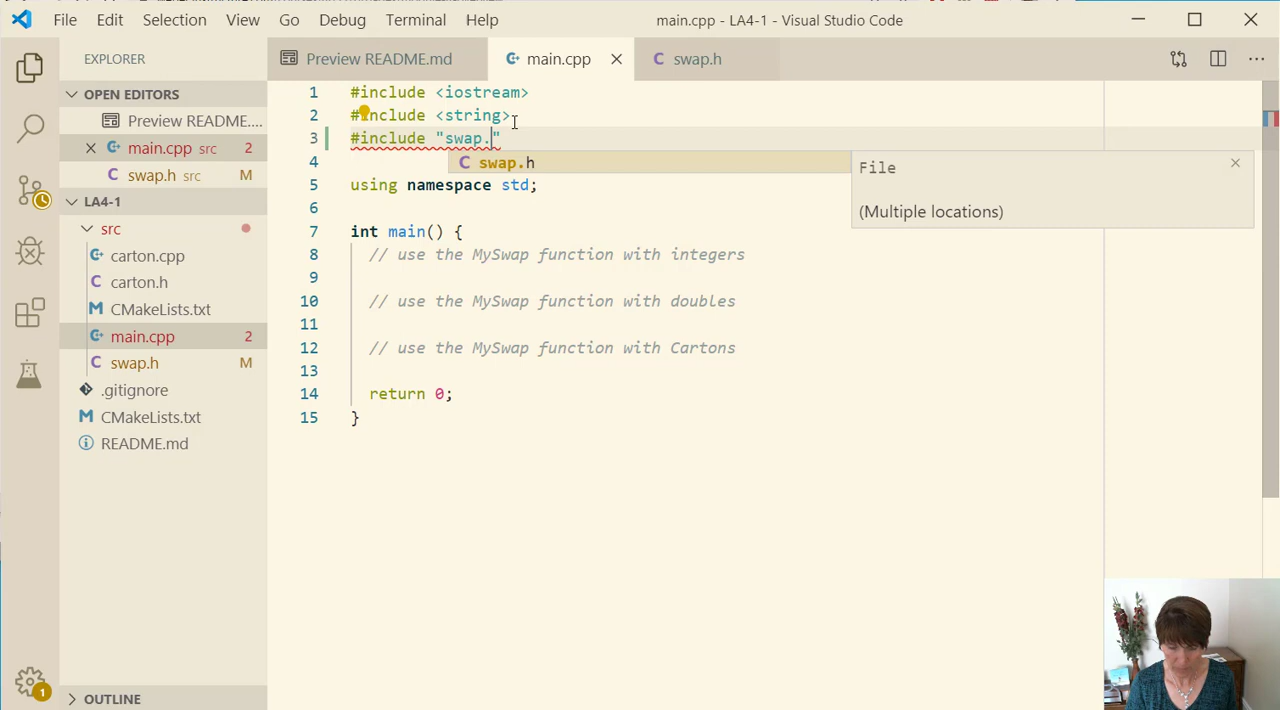 File Edit Selection View Go Debug Terminal Help main.cpp - LA4-1 - Visual Studio Code
EXPLORER
Preview README.md main.cpp swap.h
OPEN EDITORS
Preview README....
main.cpp src 2
swap.h src M
LA4-1
src
carton.cpp
carton.h
CMakeLists.txt
main.cpp 2
swap.h M
.gitignore
CMakeLists.txt
README.md
OUTLINE
1
1 #include <iostream>
2 #include <string>
3 #include "swap."
4
5 using namespace std;
6
7 int main() {
8 // use the MySwap function with integers
9
10 // use the MySwap function with doubles
11
12 // use the MySwap function with Cartons
13
14 return 0;
15 }
swap.h
File
(Multiple locations)